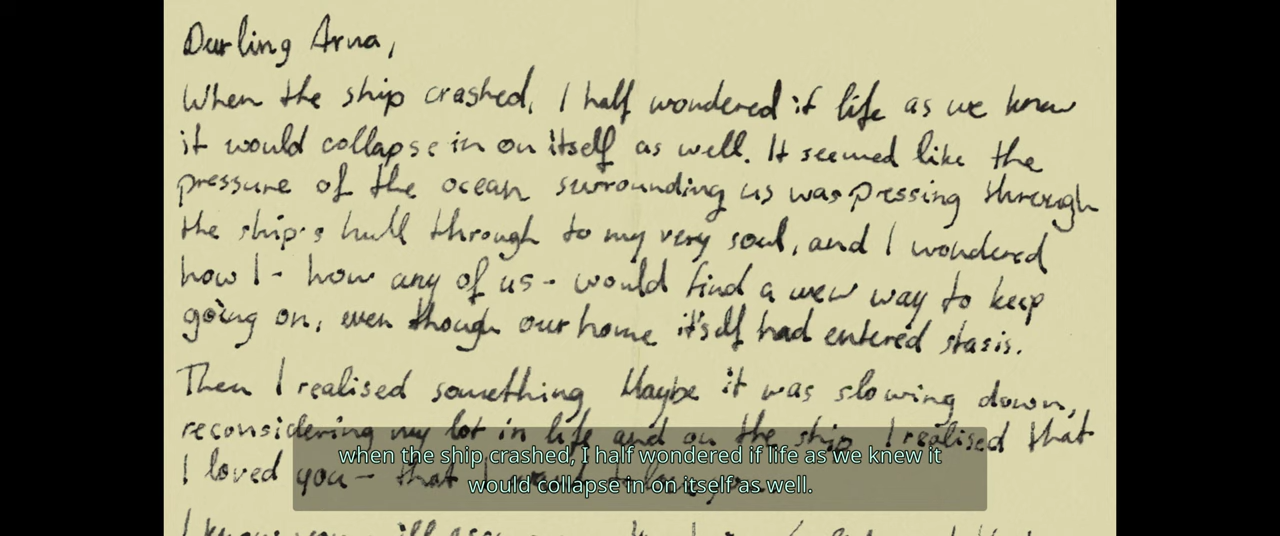 Darling Arna,
When the ship crashed, I half wondered if life as we knew
it would collapse in on itself as well. It seemed like the
pressure of the ocean surrounding us was pressing through
the ship's hull through to my very soul, and I wondered
how I - how any of us - would find a new way to keep
going on, even though our home itself had entered stasis.
Then I realised something Maybe it was slowing down,
reconsidering my lot in life and on the ship I realised that
I loved you - that I
when the ship crashed, I half wondered if life as we knew it
would collapse in on itself as well.